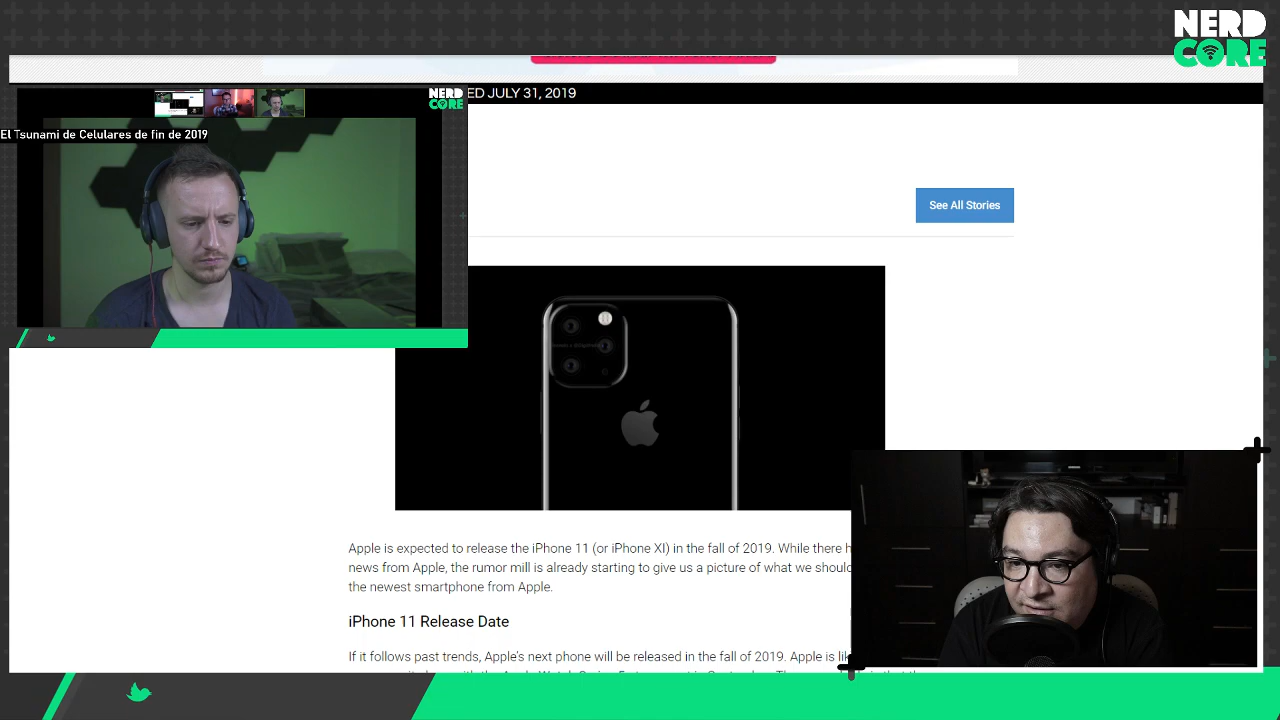 NERD
CORE
NERD
CORE
ED JULY 31, 2019
El Tsunami de Celulares de fin de 2019
See All Stories
Apple is expected to release the iPhone 11 (or iPhone XI) in the fall of 2019. While there h
news from Apple, the rumor mill is already starting to give us a picture of what we shoul
the newest smartphone from Apple.
iPhone 11 Release Date
If it follows past trends, Apple's next phone will be released in the fall of 2019. Apple is lik